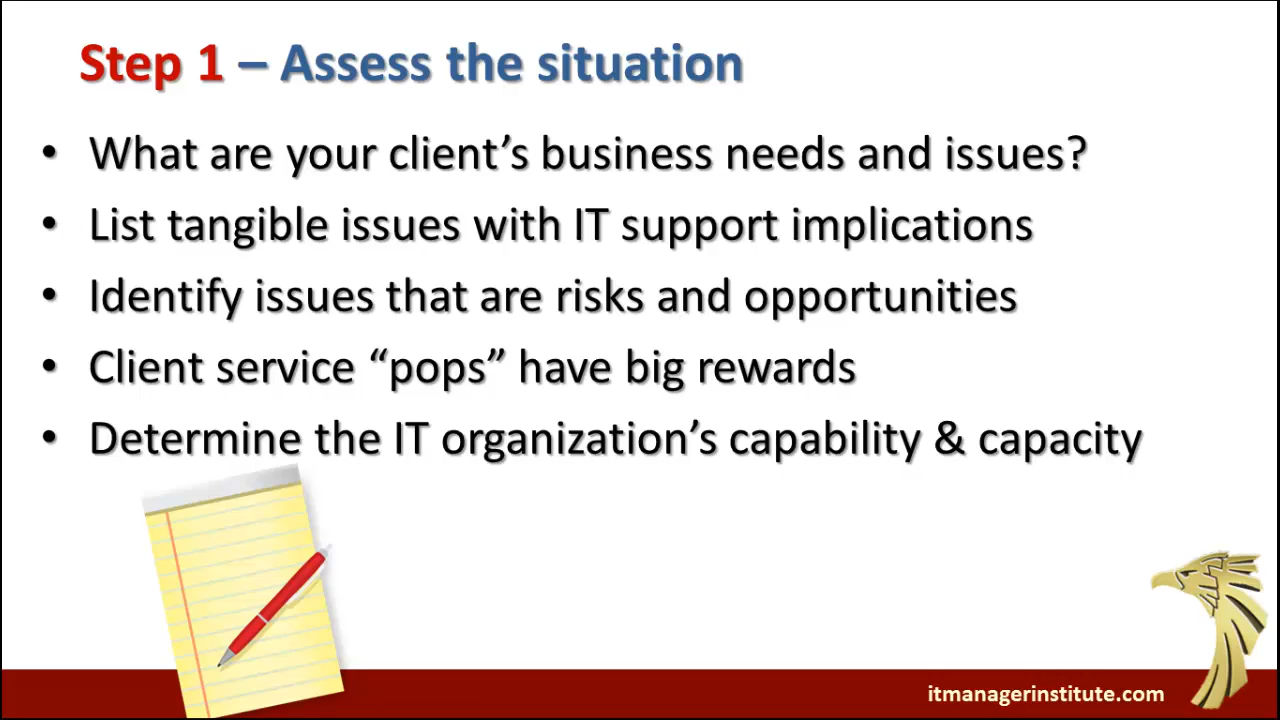 Step 1 – Assess the situation
• What are your client’s business needs and issues?
• List tangible issues with IT support implications
• Identify issues that are risks and opportunities
• Client service “pops” have big rewards
• Determine the IT organization’s capability & capacity
itmanagerinstitute.com